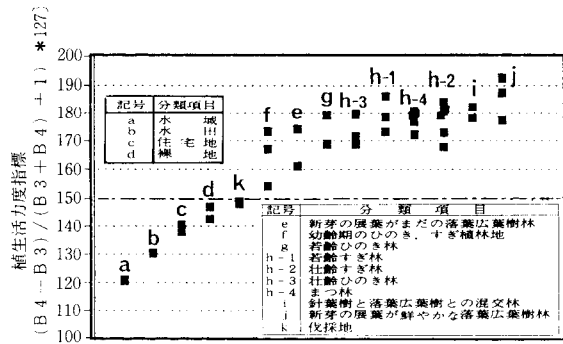 植生活力度指標
(B4−B3)/(B3+B4)+1)*127)
200
190
180
170
160
150
140
130
120
110
100
記号 分類項目
a 水域
b 水田
c 住宅地
d 裸地
a
b
c
d
k
f
e
g
h-3
h-1
h-4
h-2
i
j
記号 分類項目
e 新芽の展葉がまだの落葉広葉樹林
f 幼齢期のひのき、すぎ植林地
g 若齢ひのき林
h-1 若齢すぎ林
h-2 壮齢すぎ林
h-3 壮齢ひのき林
h-4 まつ林
i 針葉樹と落葉広葉樹との混交林
j 新芽の展葉が鮮やかな落葉広葉樹林
k 伐採地